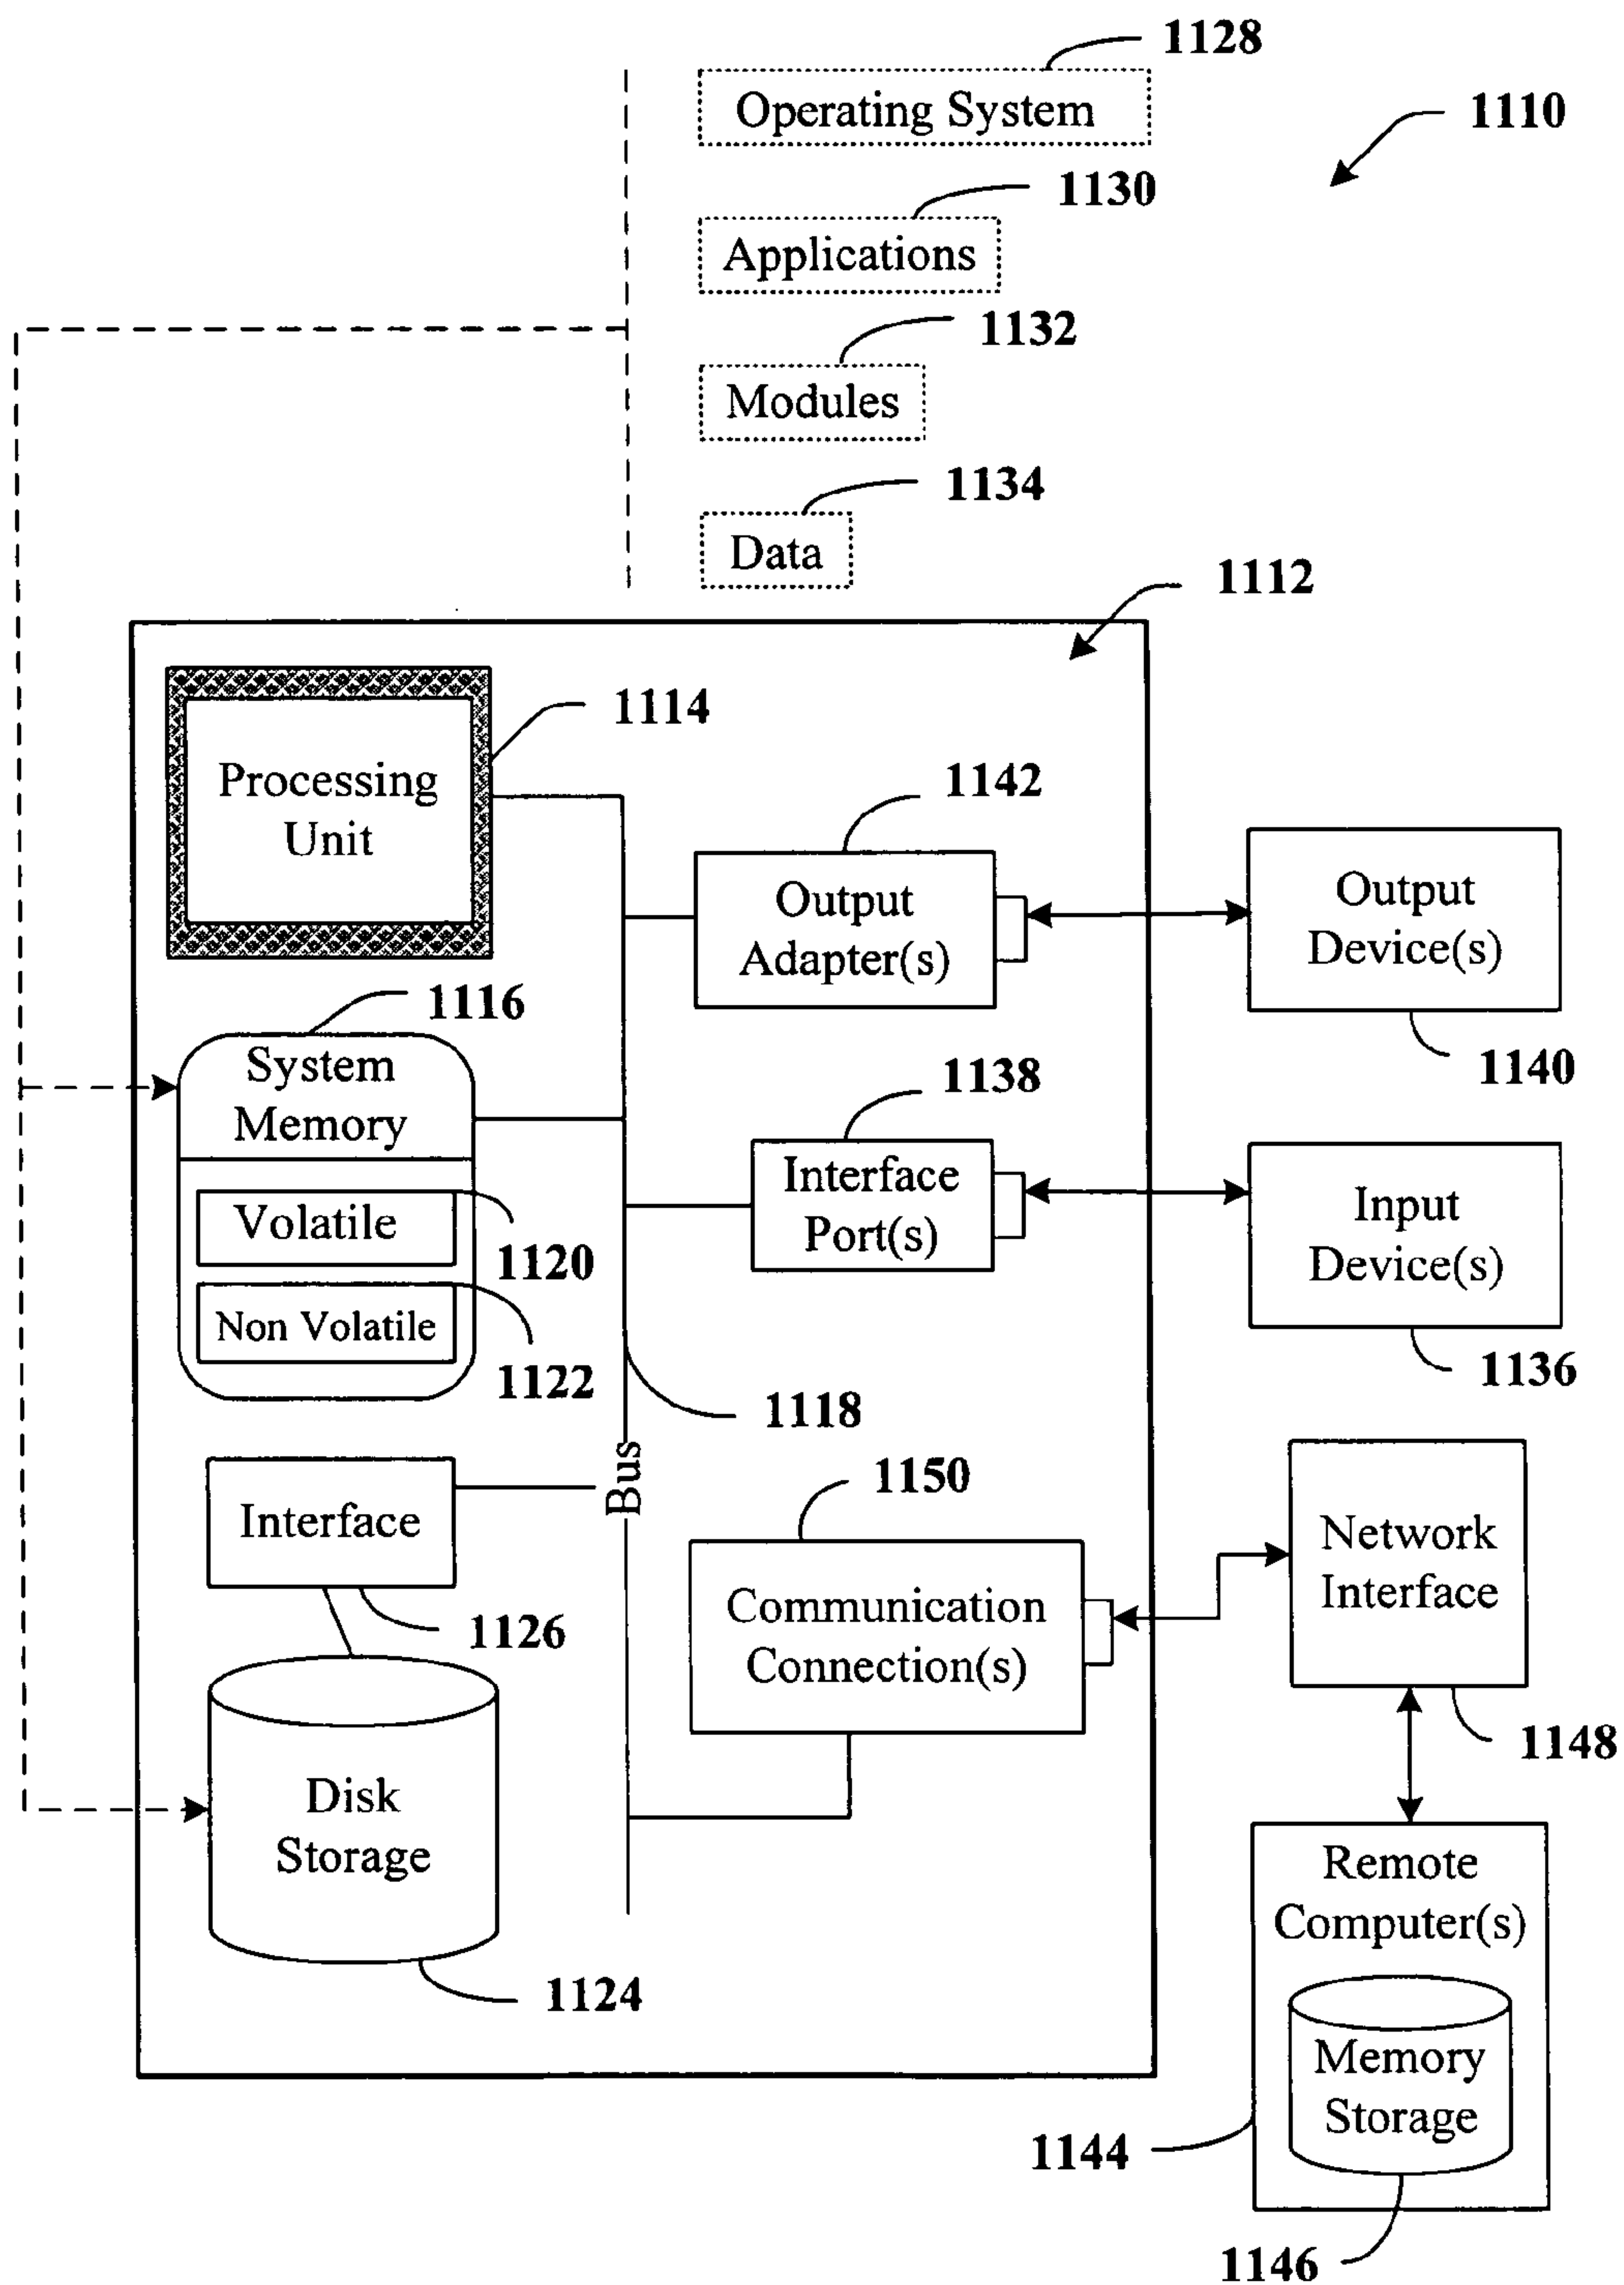 1128
Operating System
1110
1130
Applications
1132
Modules
1134
Data
1112
1114
Processing
Unit
1142
Output
Adapter(s)
Output
Device(s)
1140
1116
System
Memory
1138
Interface
Port(s)
Input
Device(s)
1136
Volatile
1120
Non Volatile
1122
1118
Bus
1150
Interface
1126
Communication
Connection(s)
Network
Interface
1148
Disk
Storage
1124
Remote
Computer(s)
Memory
Storage
1144
1146